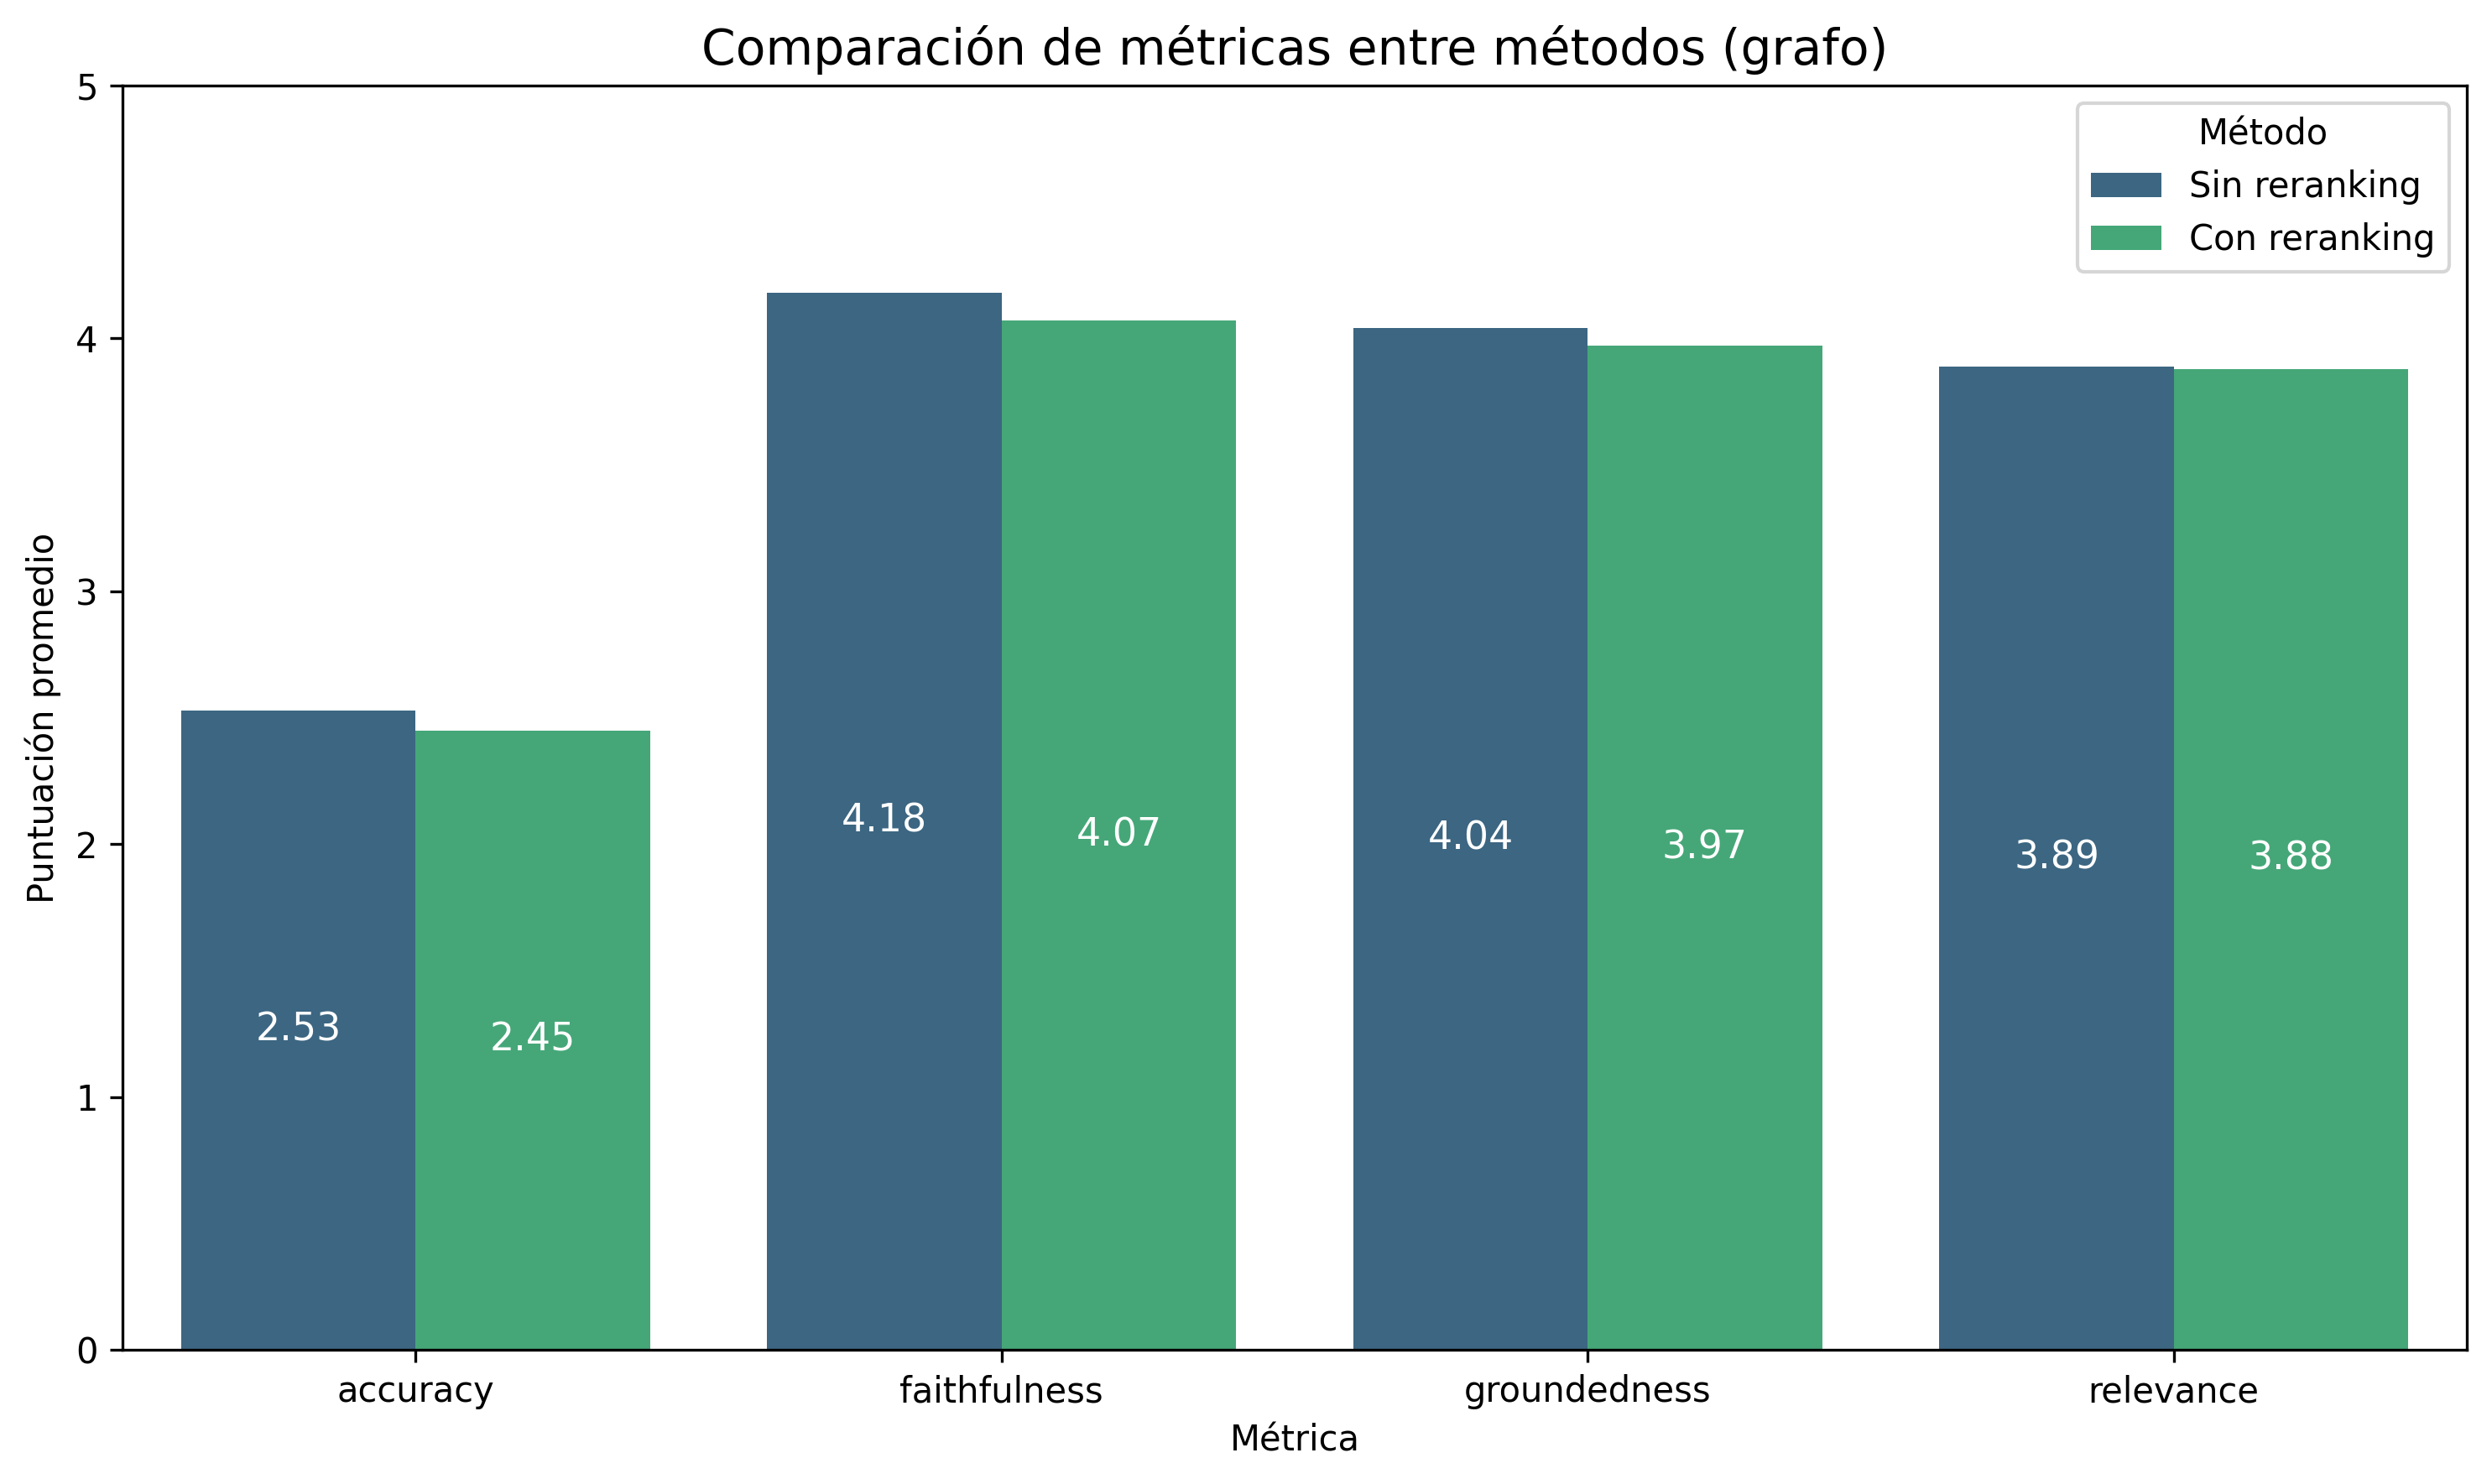 Comparación de métricas entre métodos (grafo)
5
4
3
2
1
0
Puntuación promedio
Método
Sin reranking
Con reranking
2.53
2.45
4.18
4.07
4.04
3.97
3.89
3.88
accuracy
faithfulness
groundedness
relevance
Métrica